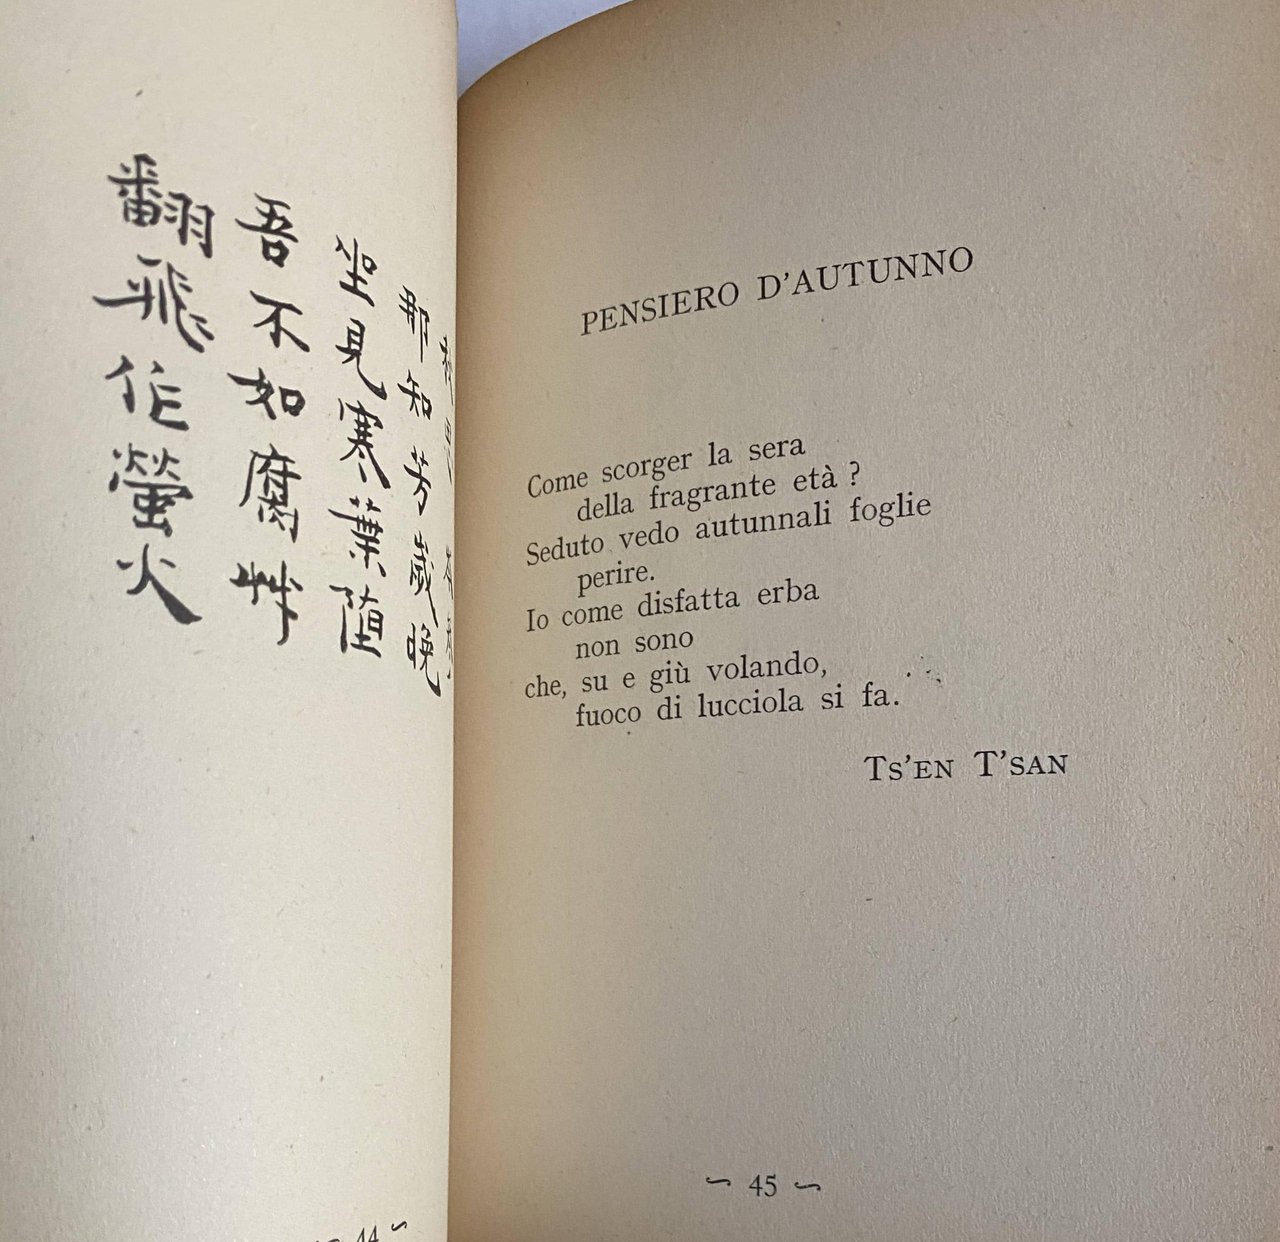 那知芳歲晚
坐見寒葉墮
吾不如腐艸
翻飛作螢火
44
PENSIERO D'AUTUNNO
Come scorger la sera
della fragrante età ?
Seduto vedo autunnali foglie
perire.
Io come disfatta erba
non sono
che, su e giù volando,
fuoco di lucciola si fa.
TS'EN T'SAN
~ 45 ~